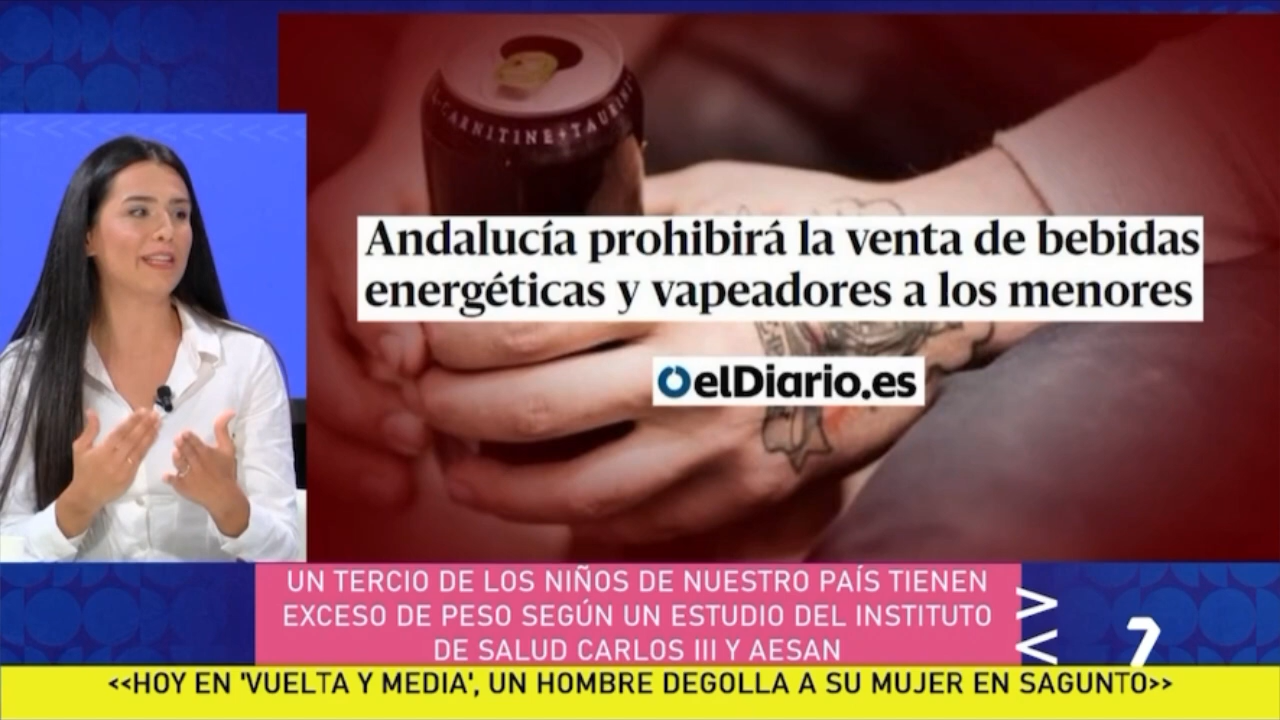 L-CARNITINE+TAURINE
Andalucía prohibirá la venta de bebidas
energéticas y vapeadores a los menores
elDiario.es
UN TERCIO DE LOS NIÑOS DE NUESTRO PAÍS TIENEN
EXCESO DE PESO SEGÚN UN ESTUDIO DEL INSTITUTO
DE SALUD CARLOS III Y AESAN
7
<<HOY EN 'VUELTA Y MEDIA', UN HOMBRE DEGOLLA A SU MUJER EN SAGUNTO>>